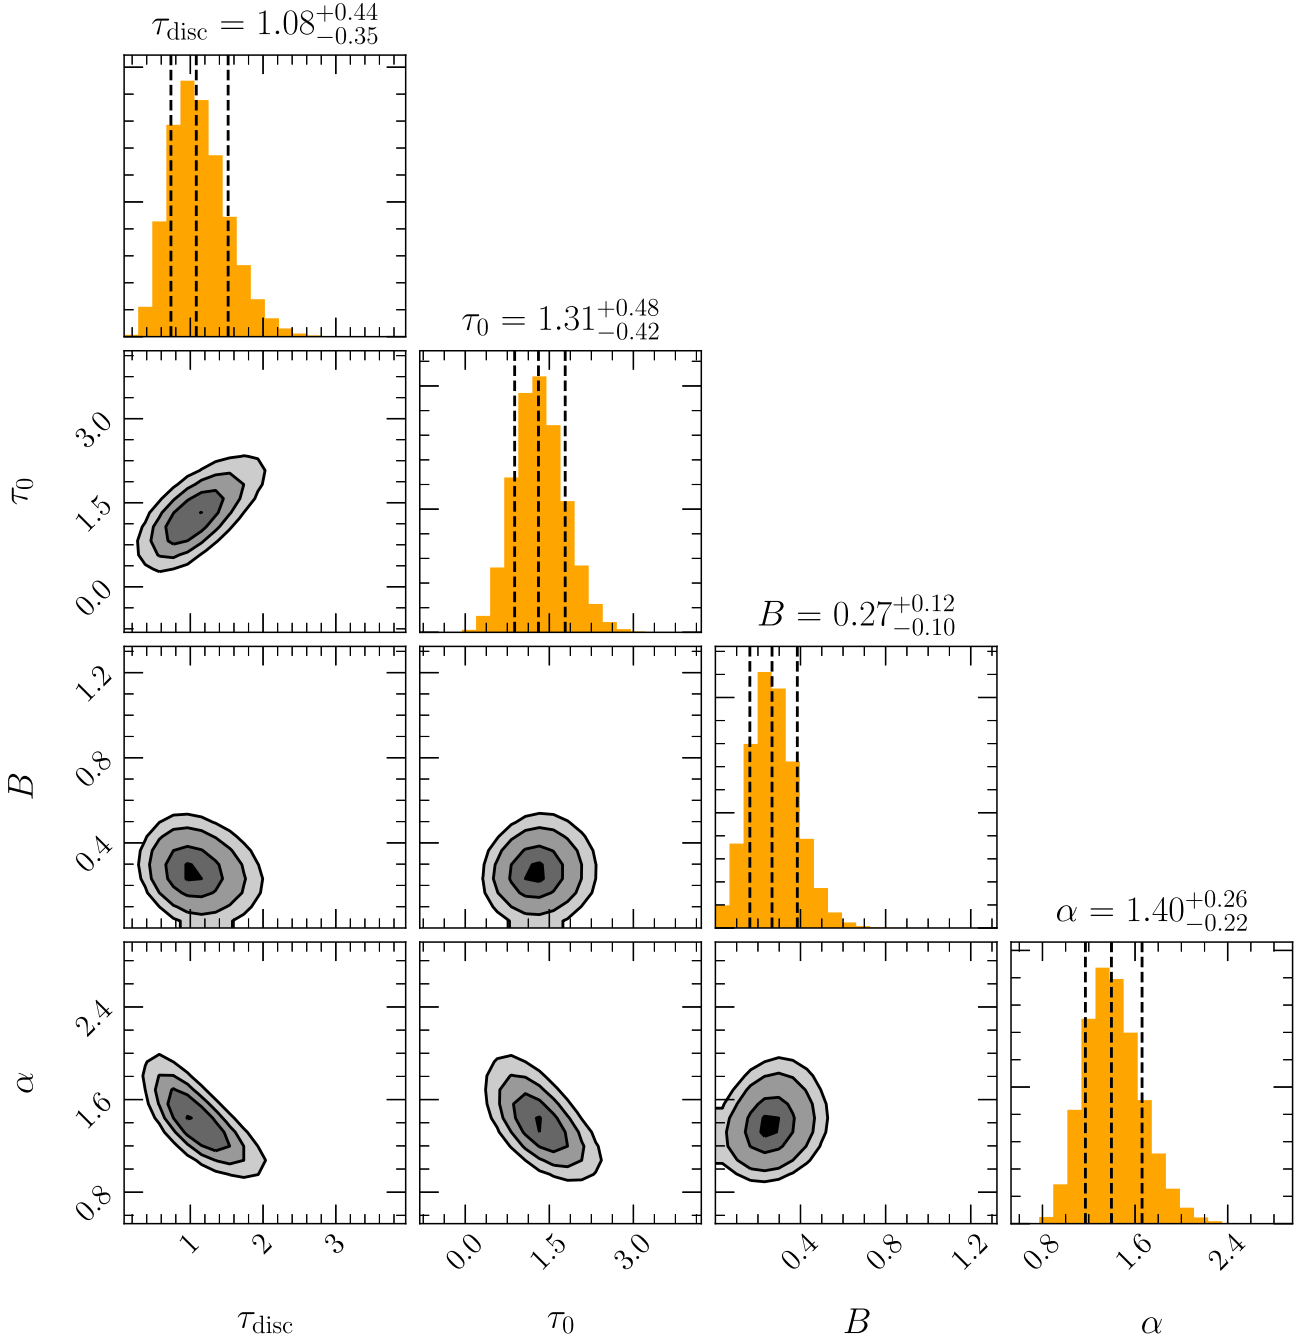 τ_disc = 1.08^{+0.44}_{−0.35}
τ_0 = 1.31^{+0.48}_{−0.42}
3.0
1.5
0.0
τ_0
B = 0.27^{+0.12}_{−0.10}
1.2
0.8
0.4
B
α = 1.40^{+0.26}_{−0.22}
2.4
1.6
0.8
α
1 2 3 0.0 1.5 3.0 0.4 0.8 1.2 0.8 1.6 2.4
τ_disc τ_0 B α